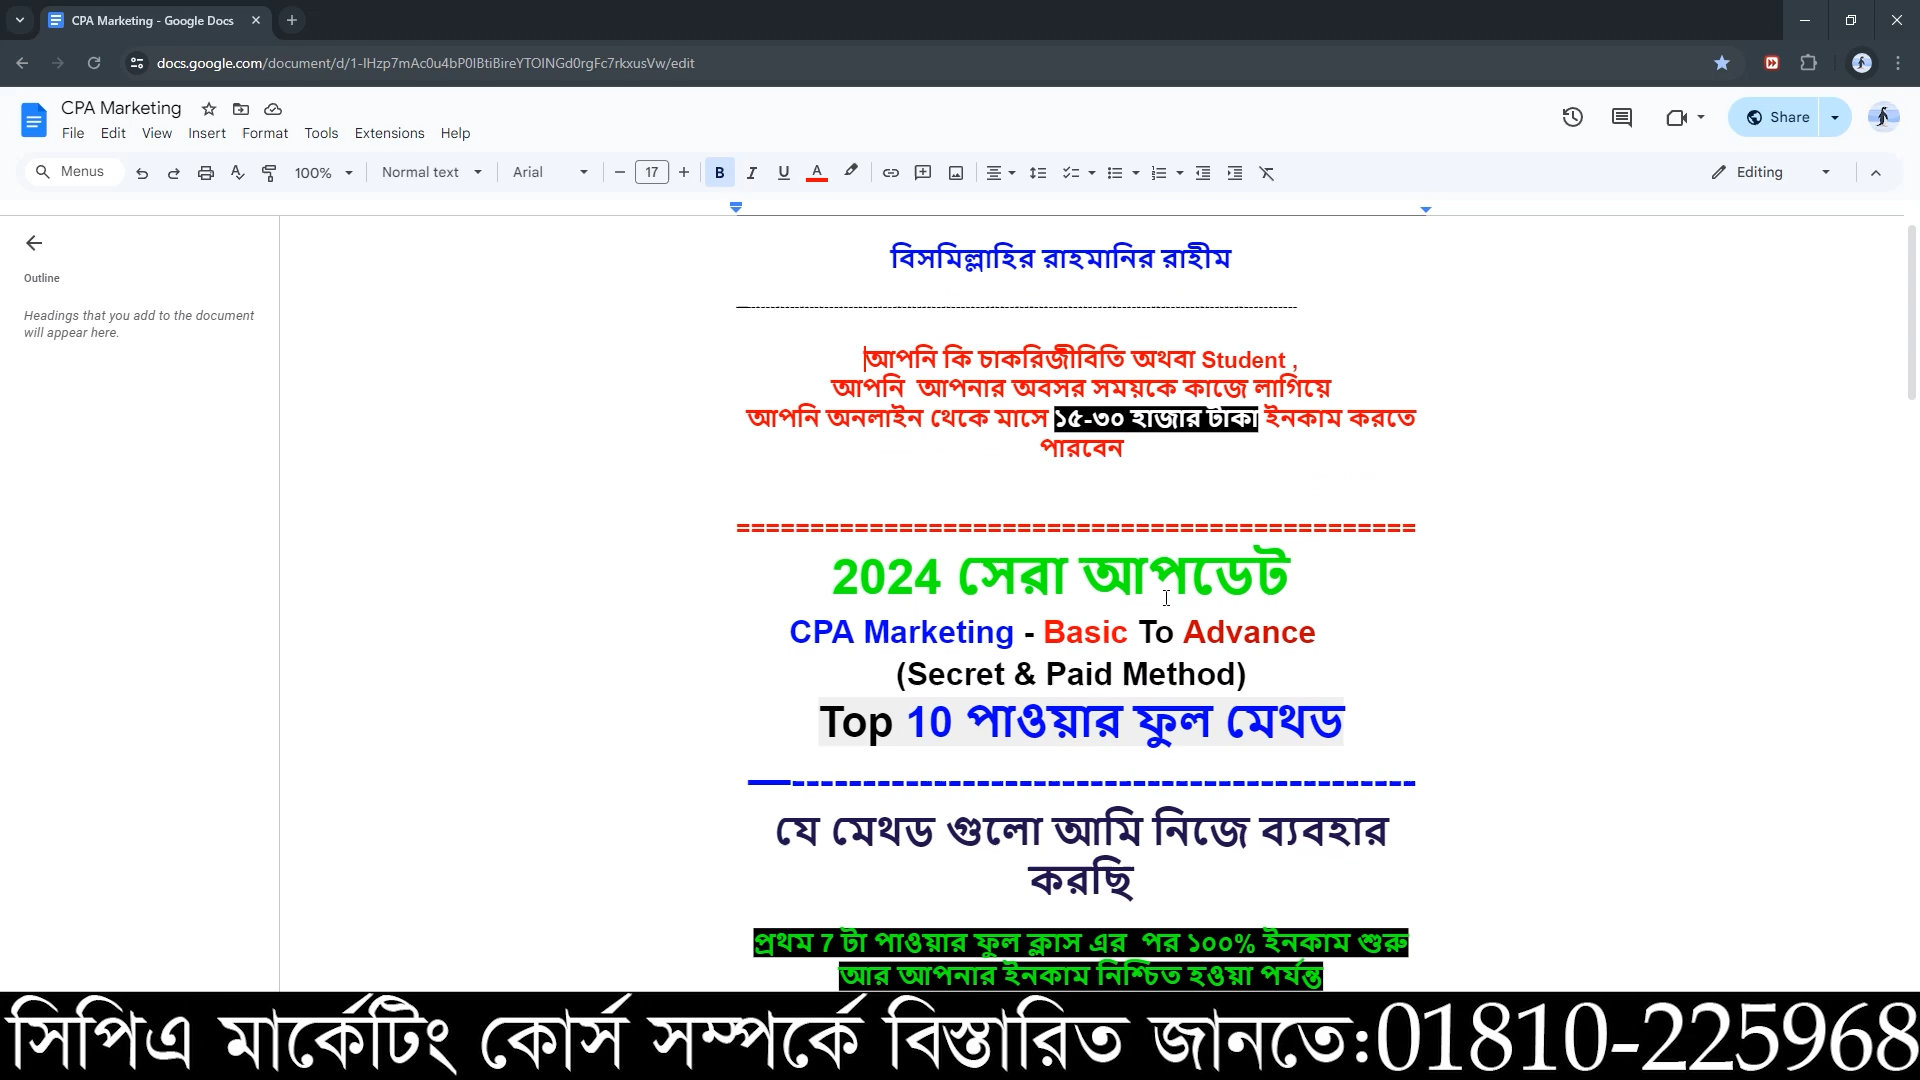 CPA Marketing - Google Docs
docs.google.com/document/d/1-lHzp7mAc0u4bP0lBtiBireYTOlNGd0rgFc7rkxusVw/edit
CPA Marketing
File Edit View Insert Format Tools Extensions Help
Share
Menus 100% Normal text Arial 17 B I U A Editing
Outline
Headings that you add to the document
will appear here.
বিসমিল্লাহির রাহমানির রাহীম
আপনি কি চাকরিজীবিতি অথবা Student ,
আপনি আপনার অবসর সময়কে কাজে লাগিয়ে
আপনি অনলাইন থেকে মাসে ১৫-৩০ হাজার টাকা ইনকাম করতে
পারবেন
==============================================
2024 সেরা আপডেট
CPA Marketing - Basic To Advance
(Secret & Paid Method)
Top 10 পাওয়ার ফুল মেথড
যে মেথড গুলো আমি নিজে ব্যবহার
করছি
প্রথম 7 টা পাওয়ার ফুল ক্লাস এর পর ১০০% ইনকাম শুরু
আর আপনার ইনকাম নিশ্চিত হওয়া পর্যন্ত
সিপিএ মার্কেটিং কোর্স সম্পর্কে বিস্তারিত জানতে:01810-225968